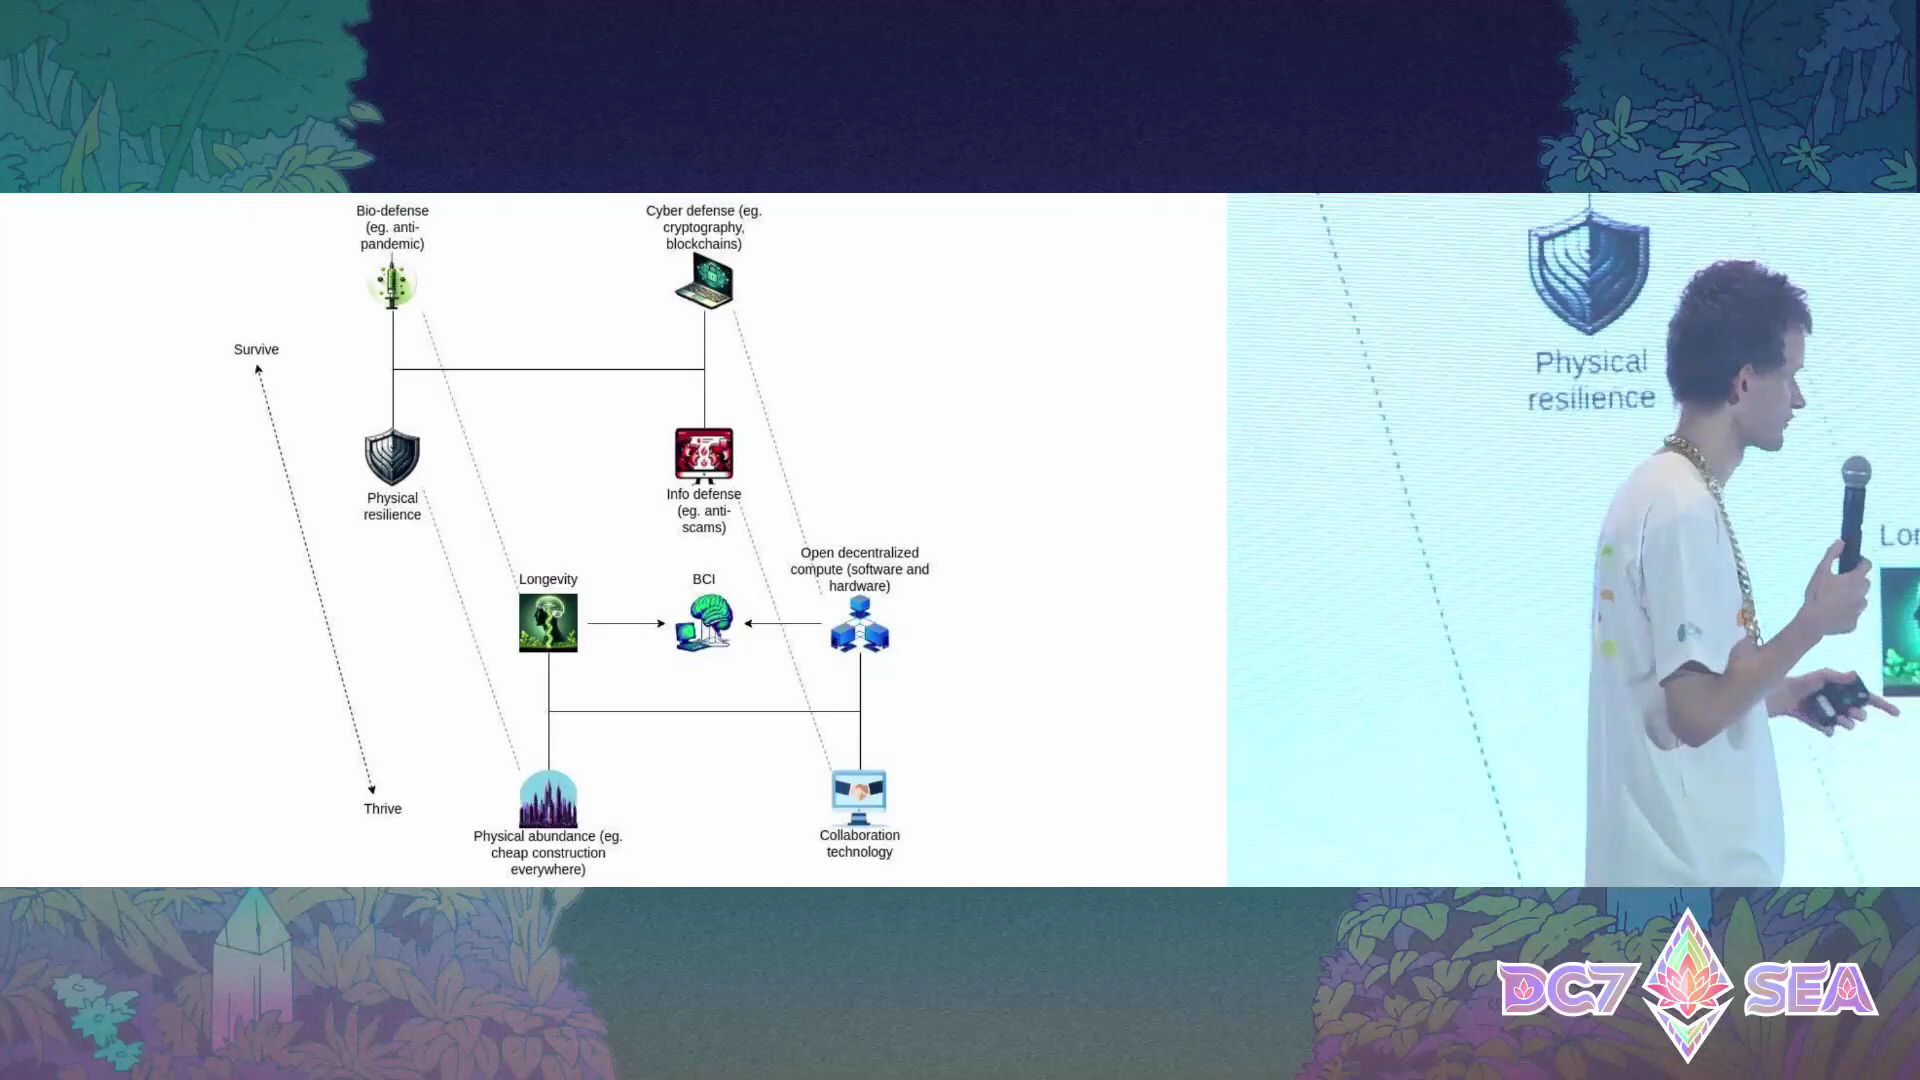 Bio-defense
(eg. anti-
pandemic)
Cyber defense (eg.
cryptography,
blockchains)
Survive
Physical
resilience
Info defense
(eg. anti-
scams)
Longevity
BCI
Open decentralized
compute (software and
hardware)
Thrive
Physical abundance (eg.
cheap construction
everywhere)
Collaboration
technology
Physical
resilience
Lon
DC7 SEA